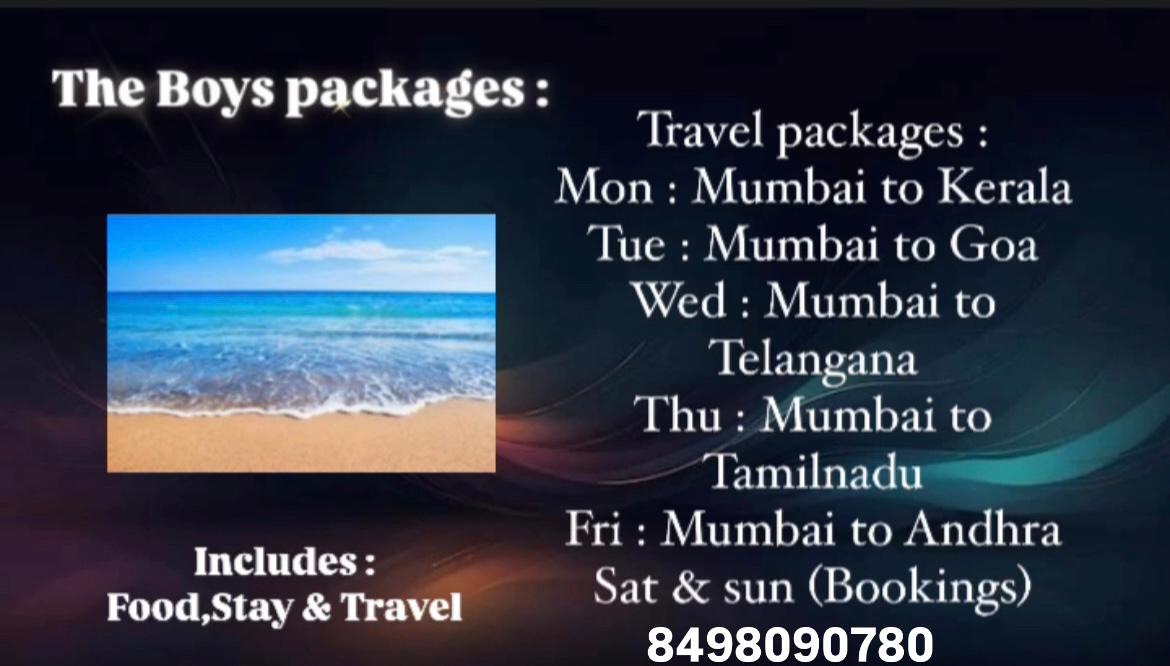 The Boys packages :
Travel packages :
Mon : Mumbai to Kerala
Tue : Mumbai to Goa
Wed : Mumbai to
Telangana
Thu : Mumbai to
Tamilnadu
Fri : Mumbai to Andhra
Sat & sun (Bookings)
8498090780
Includes :
Food,Stay & Travel